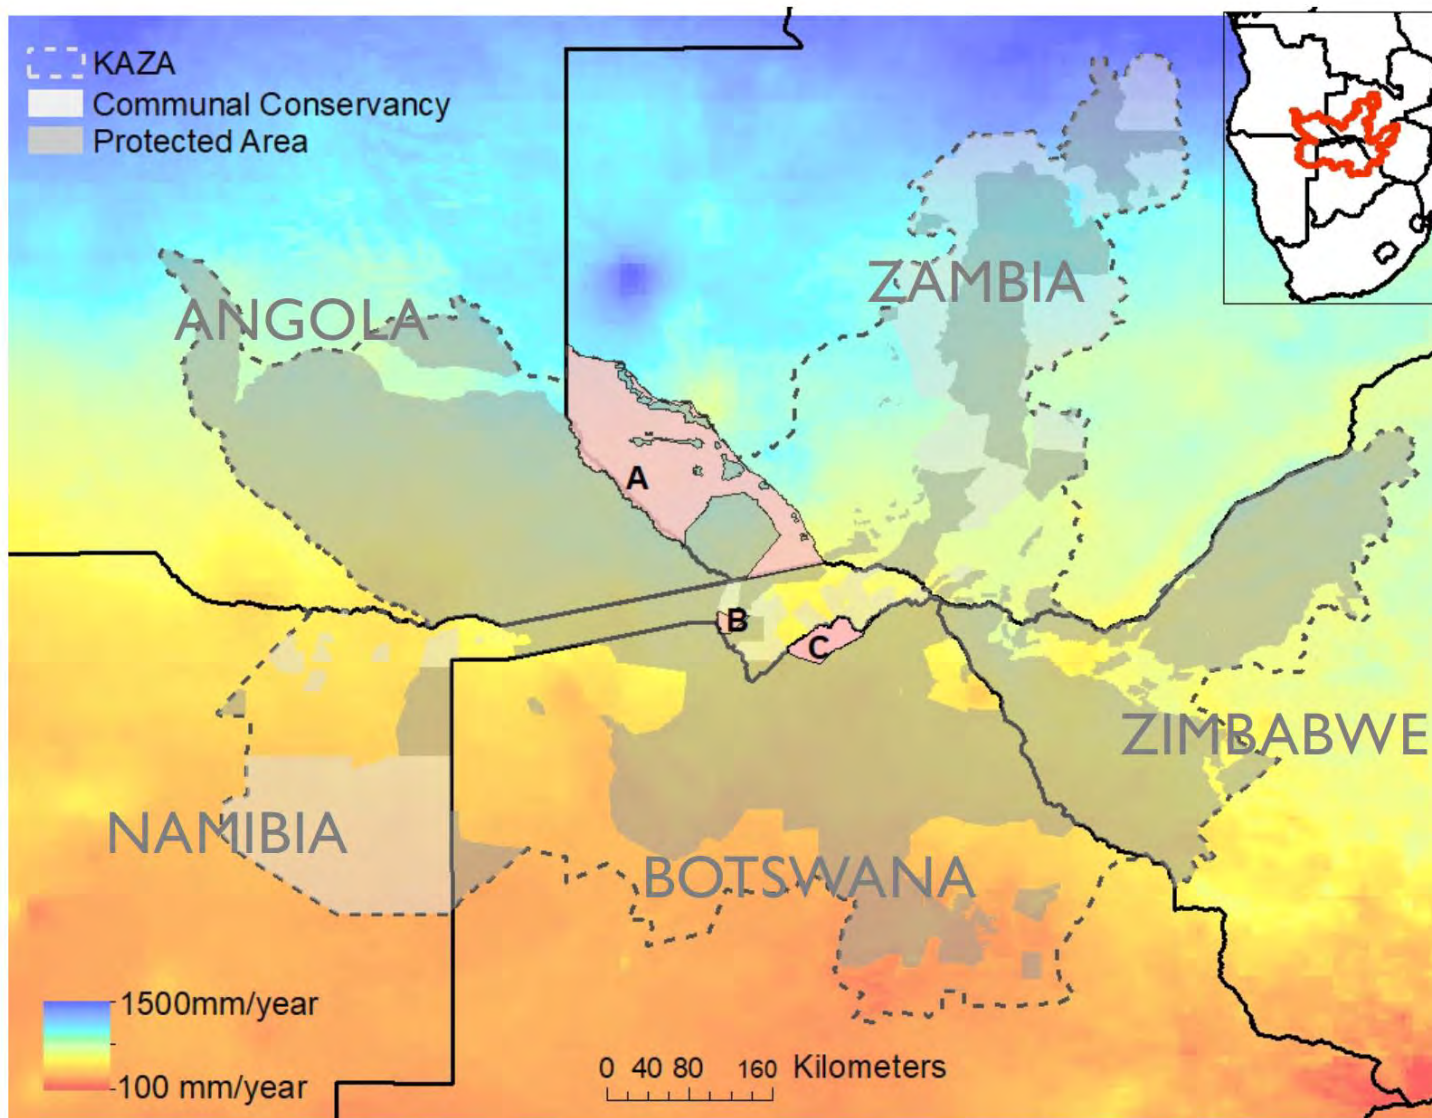 KAZA
Communal Conservancy
Protected Area
ANGOLA
ZAMBIA
A
B
C
ZIMBABWE
NAMIBIA
BOTSWANA
1500mm/year
100 mm/year
0 40 80 160 Kilometers